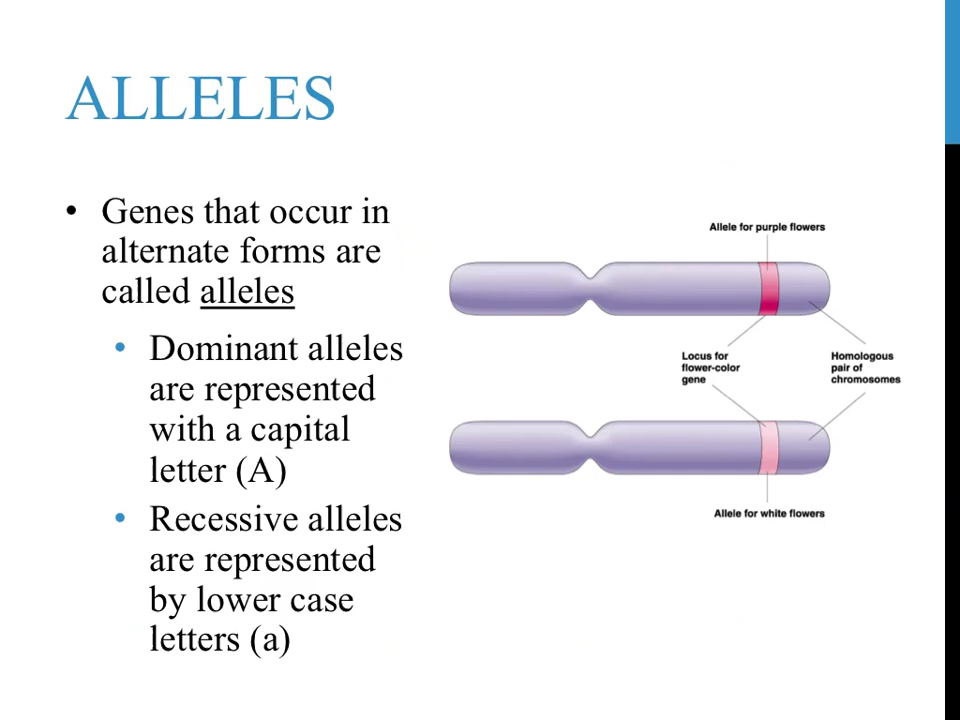 ALLELES
• Genes that occur in
alternate forms are
called alleles
• Dominant alleles
are represented
with a capital
letter (A)
• Recessive alleles
are represented
by lower case
letters (a)
Allele for purple flowers
Locus for
flower-color
gene
Homologous
pair of
chromosomes
Allele for white flowers